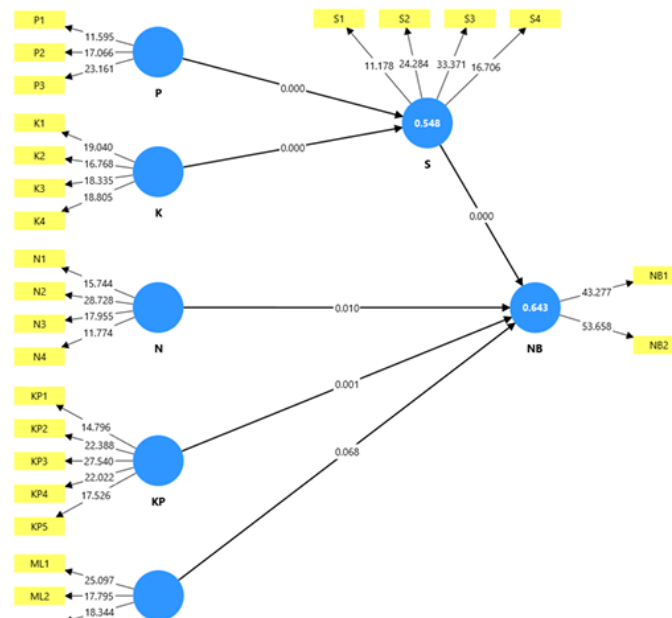 P1
P2
P3
11.595
17.066
23.161
P
S1
S2
S3
S4
11.178
24.284
33.371
16.706
0.000
0.548
S
K1
K2
K3
K4
19.040
16.768
18.335
18.805
K
0.000
0.000
N1
N2
N3
N4
15.744
28.728
17.955
11.774
N
0.010
0.643
NB
43.277
53.658
NB1
NB2
KP1
KP2
KP3
KP4
KP5
14.796
22.388
27.540
22.022
17.526
KP
0.001
0.068
ML1
ML2
25.097
17.795
18.344